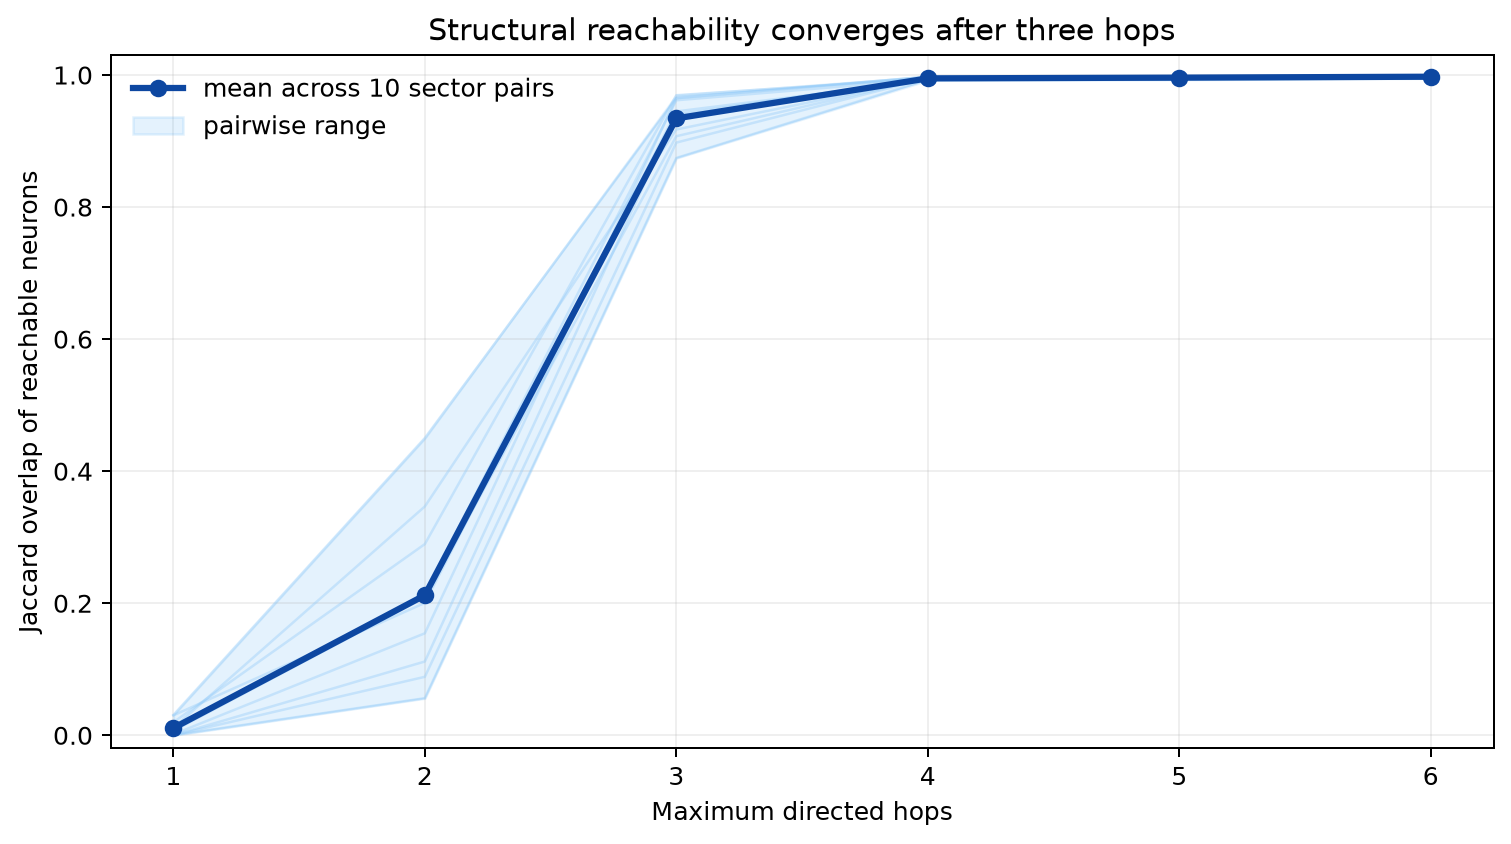 Structural reachability converges after three hops
mean across 10 sector pairs
pairwise range
Jaccard overlap of reachable neurons
1.0
0.8
0.6
0.4
0.2
0.0
1 2 3 4 5 6
Maximum directed hops